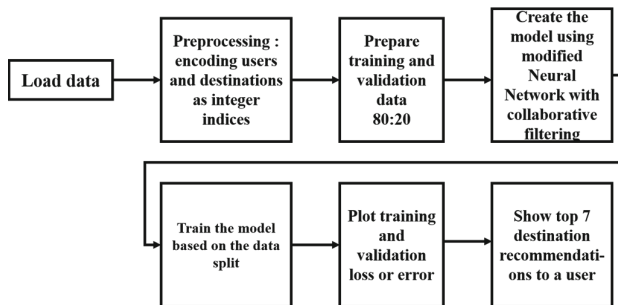 Load data
Preprocessing :
encoding users
and destinations
as integer
indices
Prepare
training and
validation
data
80:20
Create the
model using
modified
Neural
Network with
collaborative
filtering
Train the model
based on the data
split
Plot training
and
validation
loss or error
Show top 7
destination
recommendati-
ons to a user